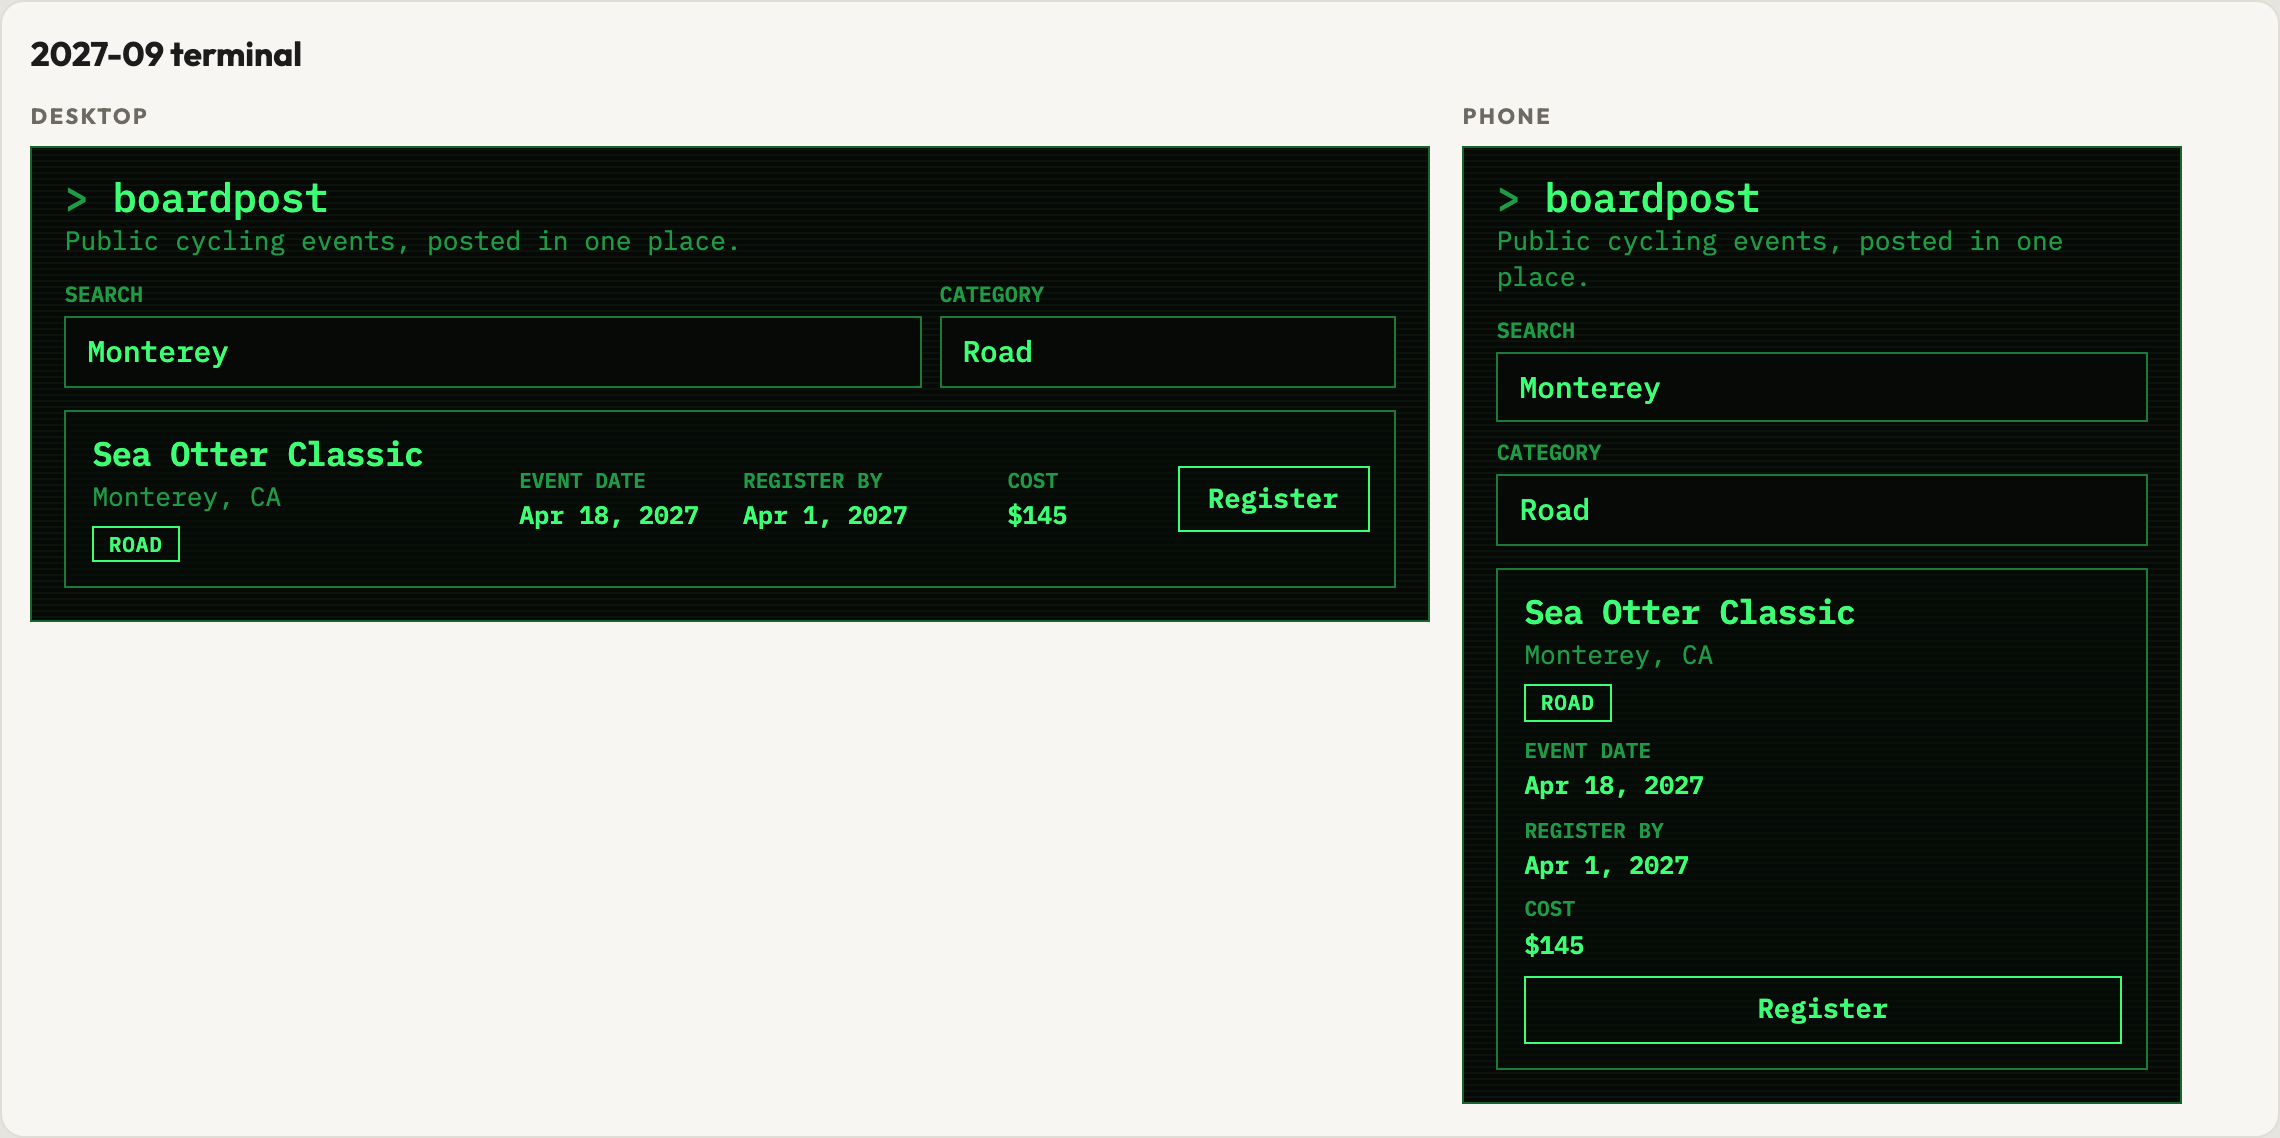 2027-09 terminal
DESKTOP
> boardpost
Public cycling events, posted in one place.
SEARCH
Monterey
CATEGORY
Road
Sea Otter Classic
Monterey, CA
ROAD
EVENT DATE
Apr 18, 2027
REGISTER BY
Apr 1, 2027
COST
$145
Register
PHONE
> boardpost
Public cycling events, posted in one
place.
SEARCH
Monterey
CATEGORY
Road
Sea Otter Classic
Monterey, CA
ROAD
EVENT DATE
Apr 18, 2027
REGISTER BY
Apr 1, 2027
COST
$145
Register